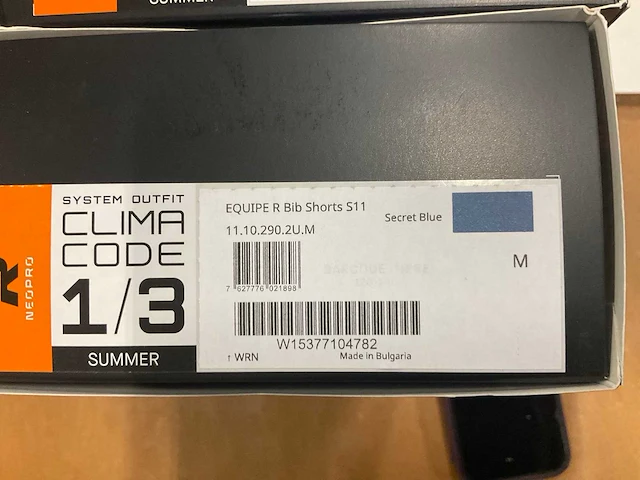 SUMMER
R
NEOPRO
SYSTEM OUTFIT
CLIMA
CODE
1/3
SUMMER
EQUIPE R Bib Shorts S11
Secret Blue
11.10.290.2U.M
M
7 627776 021898
W15377104782
↑ WRN
Made in Bulgaria